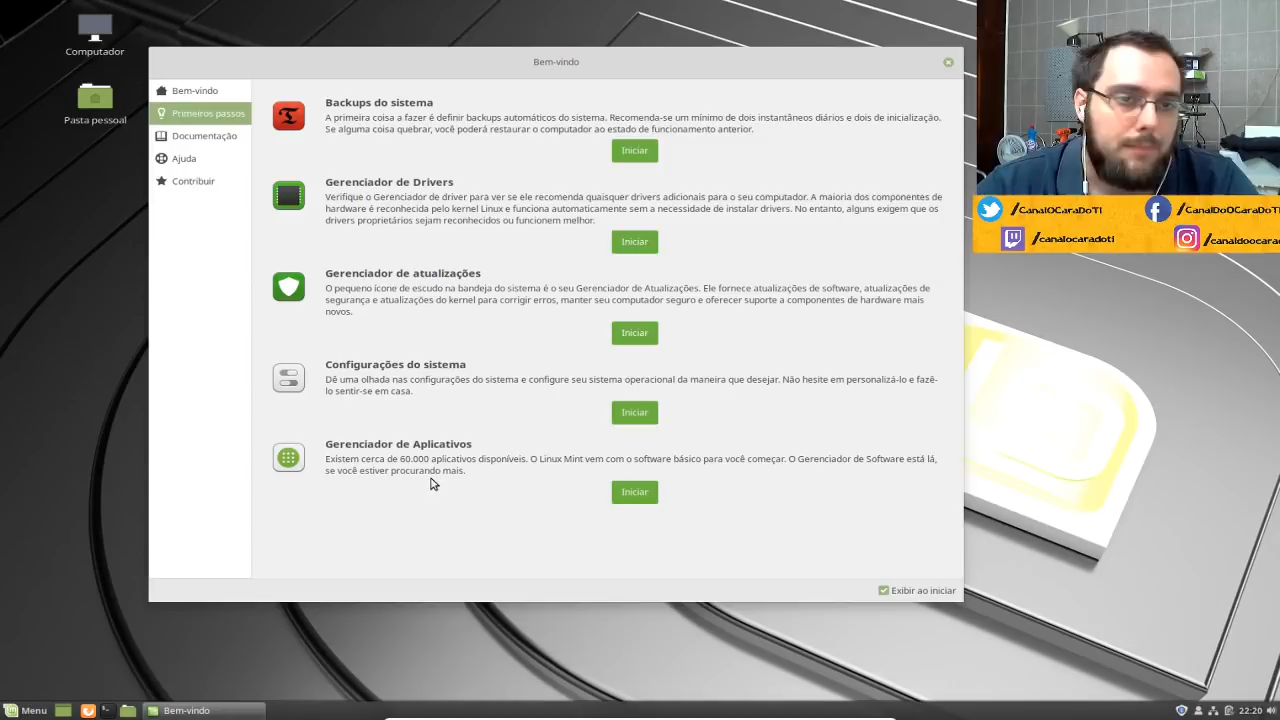 Computador
Pasta pessoal
Bem-vindo
Bem-vindo
Primeiros passos
Documentação
Ajuda
Contribuir
Backups do sistema
A primeira coisa a fazer é definir backups automáticos do sistema. Recomenda-se um mínimo de dois instantâneos diários e dois de inicialização.
Se alguma coisa quebrar, você poderá restaurar o computador ao estado de funcionamento anterior.
Iniciar
Gerenciador de Drivers
Verifique o Gerenciador de driver para ver se ele recomenda quaisquer drivers adicionais para o seu computador. A maioria dos componentes de
hardware é reconhecida pelo kernel Linux e funciona automaticamente sem a necessidade de instalar drivers. No entanto, alguns exigem que os
drivers proprietários sejam reconhecidos ou funcionem melhor.
Iniciar
Gerenciador de atualizações
O pequeno ícone de escudo na bandeja do sistema é o seu Gerenciador de Atualizações. Ele fornece atualizações de software, atualizações de
segurança e atualizações do kernel para corrigir erros, manter seu computador seguro e oferecer suporte a componentes de hardware mais
novos.
Iniciar
Configurações do sistema
Dê uma olhada nas configurações do sistema e configure seu sistema operacional da maneira que desejar. Não hesite em personalizá-lo e fazê-
lo sentir-se em casa.
Iniciar
Gerenciador de Aplicativos
Existem cerca de 60.000 aplicativos disponíveis. O Linux Mint vem com o software básico para você começar. O Gerenciador de Software está lá,
se você estiver procurando mais.
Iniciar
Exibir ao iniciar
/CanalOCaraDoTI
/CanalDoOCaraDoTI
/canalocaradoti
/canaldoocarado
Menu
Bem-vindo
22:20